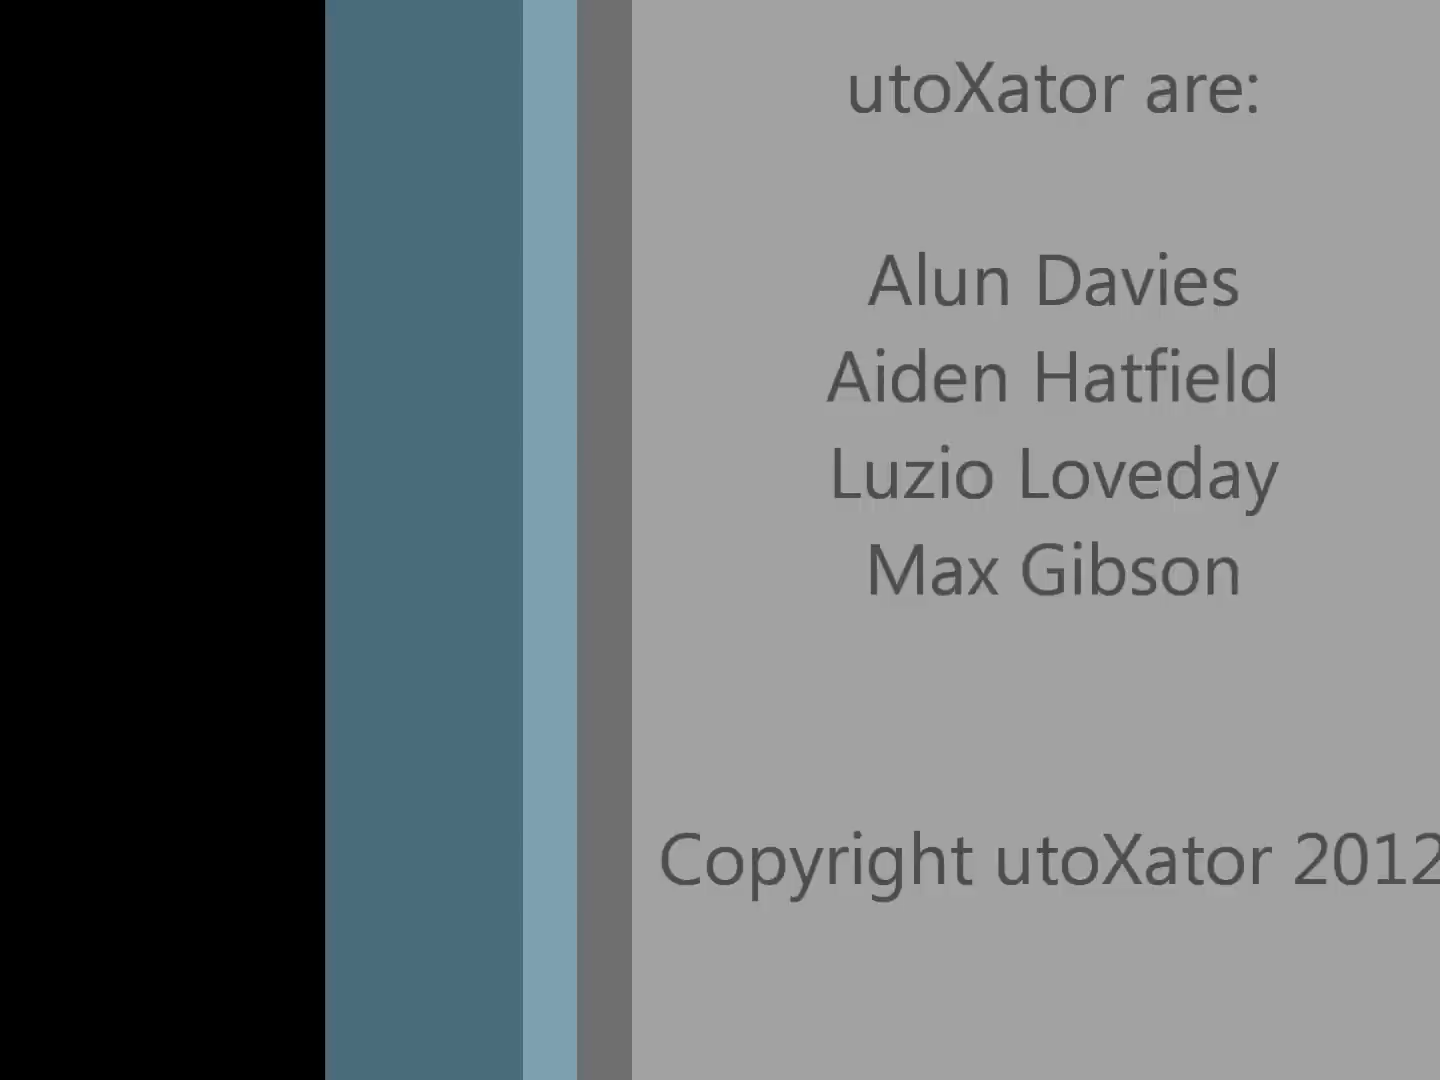 utoXator are:
Alun Davies
Aiden Hatfield
Luzio Loveday
Max Gibson
Copyright utoXator 2012